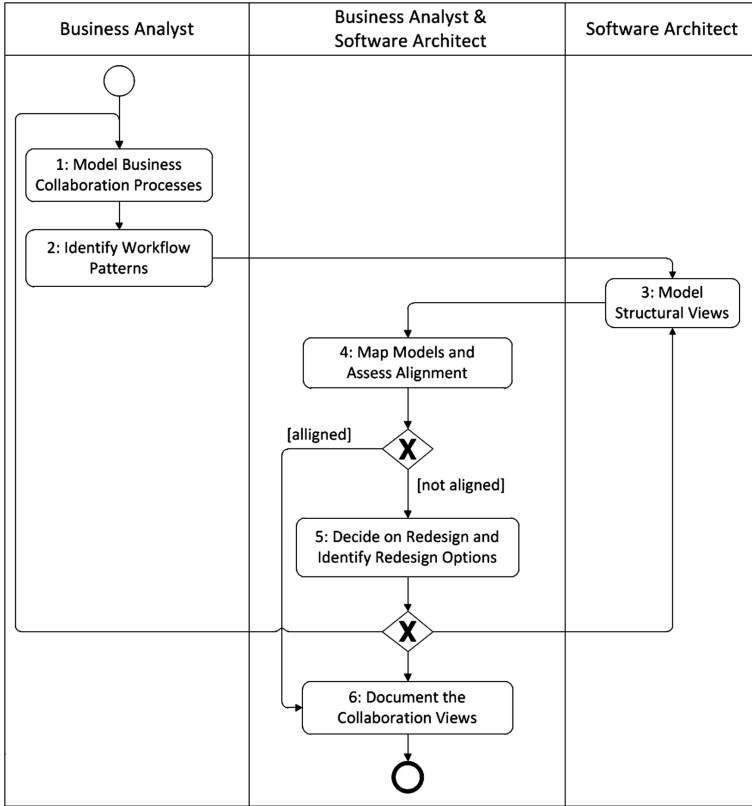 Business Analyst
Business Analyst &
Software Architect
Software Architect
1: Model Business
Collaboration Processes
2: Identify Workflow
Patterns
3: Model
Structural Views
4: Map Models and
Assess Alignment
[alligned]
X
[not aligned]
5: Decide on Redesign and
Identify Redesign Options
X
6: Document the
Collaboration Views